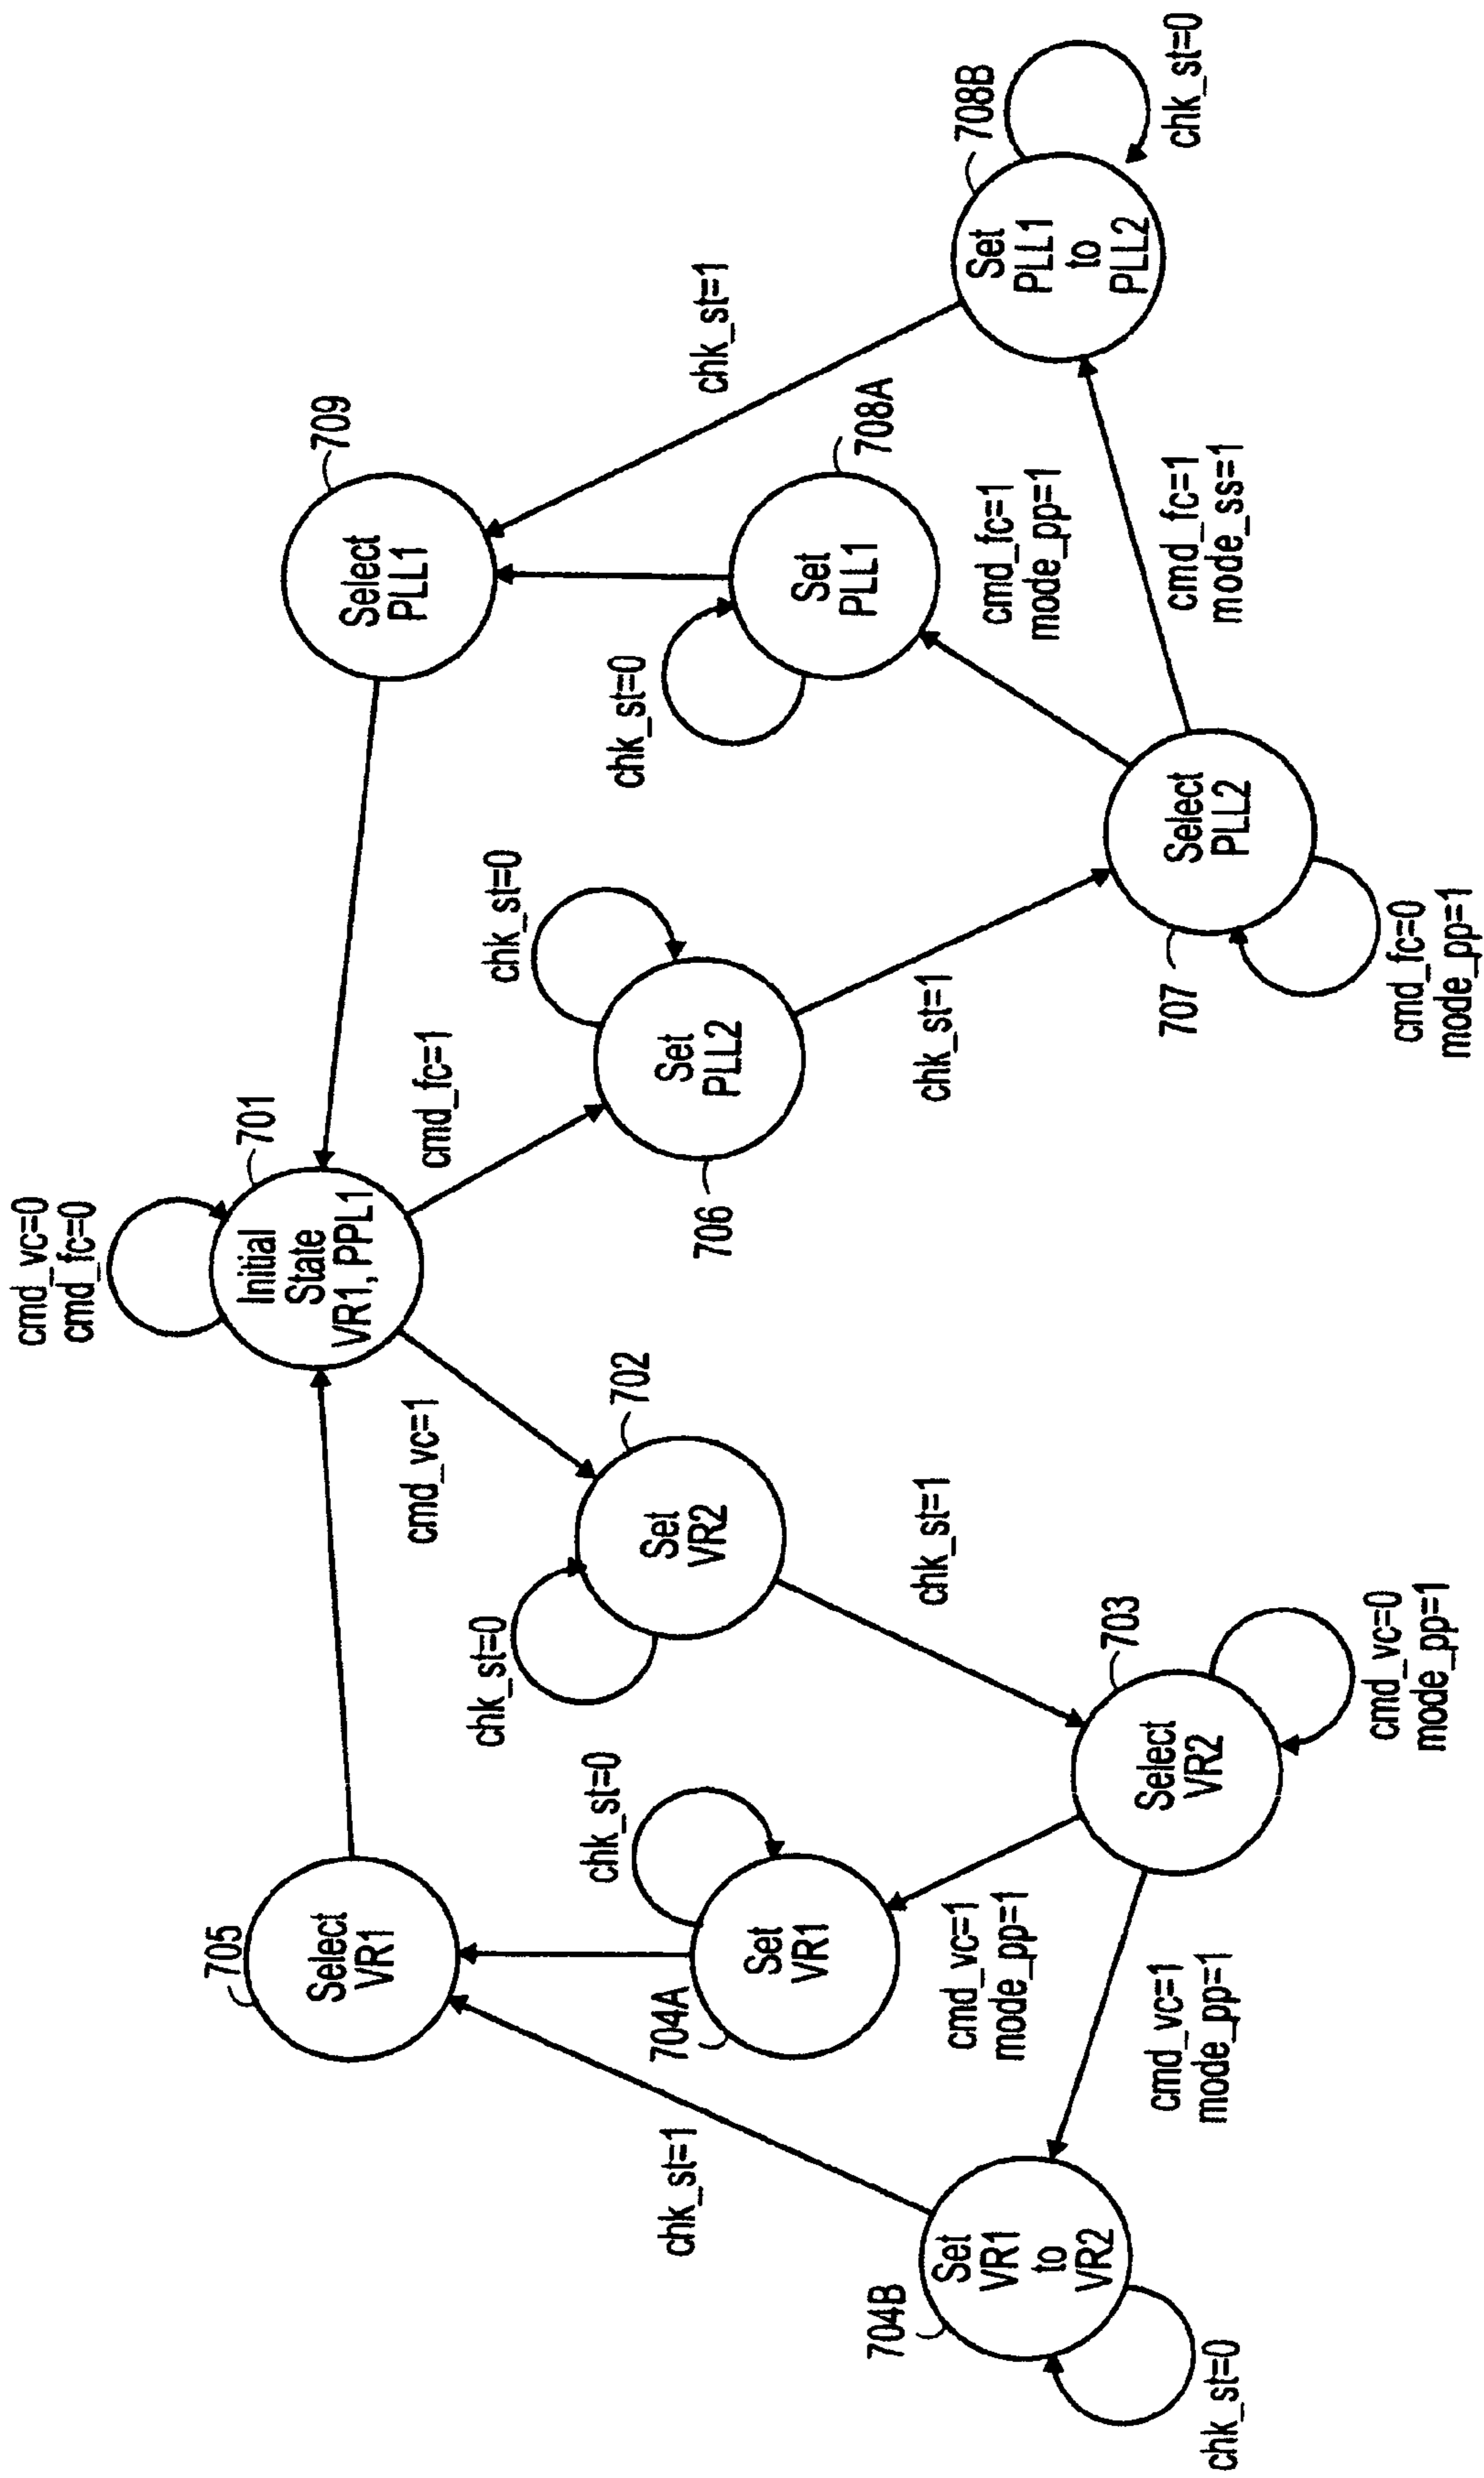 cmd_vc=0
cmd_fc=0
701
Initial
State
VR1, PPL1
705
Select
VR1
709
Select
PLL1
cmd_vc=1
cmd_fc=1
chk_st=1
chk_st=0
702
Set
VR2
chk_st=0
706
Set
PLL2
chk_st=0
704A
Set
VR1
chk_st=0
708A
Set
PLL1
chk_st=1
chk_st=1
cmd_vc=1
mode_pp=1
chk_st=1
cmd_fc=1
mode_pp=1
704B
Set
VR1
to
VR2
chk_st=0
cmd_vc=1
mode_pp=1
703
Select
VR2
cmd_vc=0
mode_pp=1
707
Select
PLL2
cmd_fc=0
mode_pp=1
cmd_fc=1
mode_ss=1
708B
Set
PLL1
to
PLL2
chk_st=0
chk_st=1